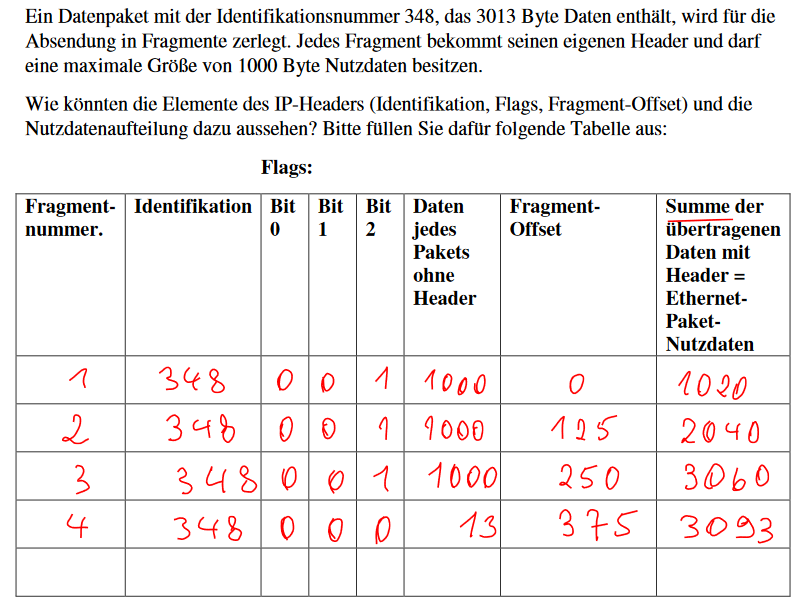 Ein Datenpaket mit der Identifikationsnummer 348, das 3013 Byte Daten enthält, wird für die
Absendung in Fragmente zerlegt. Jedes Fragment bekommt seinen eigenen Header und darf
eine maximale Größe von 1000 Byte Nutzdaten besitzen.
Wie könnten die Elemente des IP-Headers (Identifikation, Flags, Fragment-Offset) und die
Nutzdatenaufteilung dazu aussehen? Bitte füllen Sie dafür folgende Tabelle aus:
Flags:
Fragment- Identifikation Bit Bit Bit Daten Fragment- Summe der
nummer. 0 1 2 jedes Offset übertragenen
Pakets Daten mit
ohne Header =
Header Ethernet-
Paket-
Nutzdaten
1 348 0 0 1 1000 0 1020
2 348 0 0 1 1000 125 2040
3 348 0 0 1 1000 250 3060
4 348 0 0 0 13 375 3093